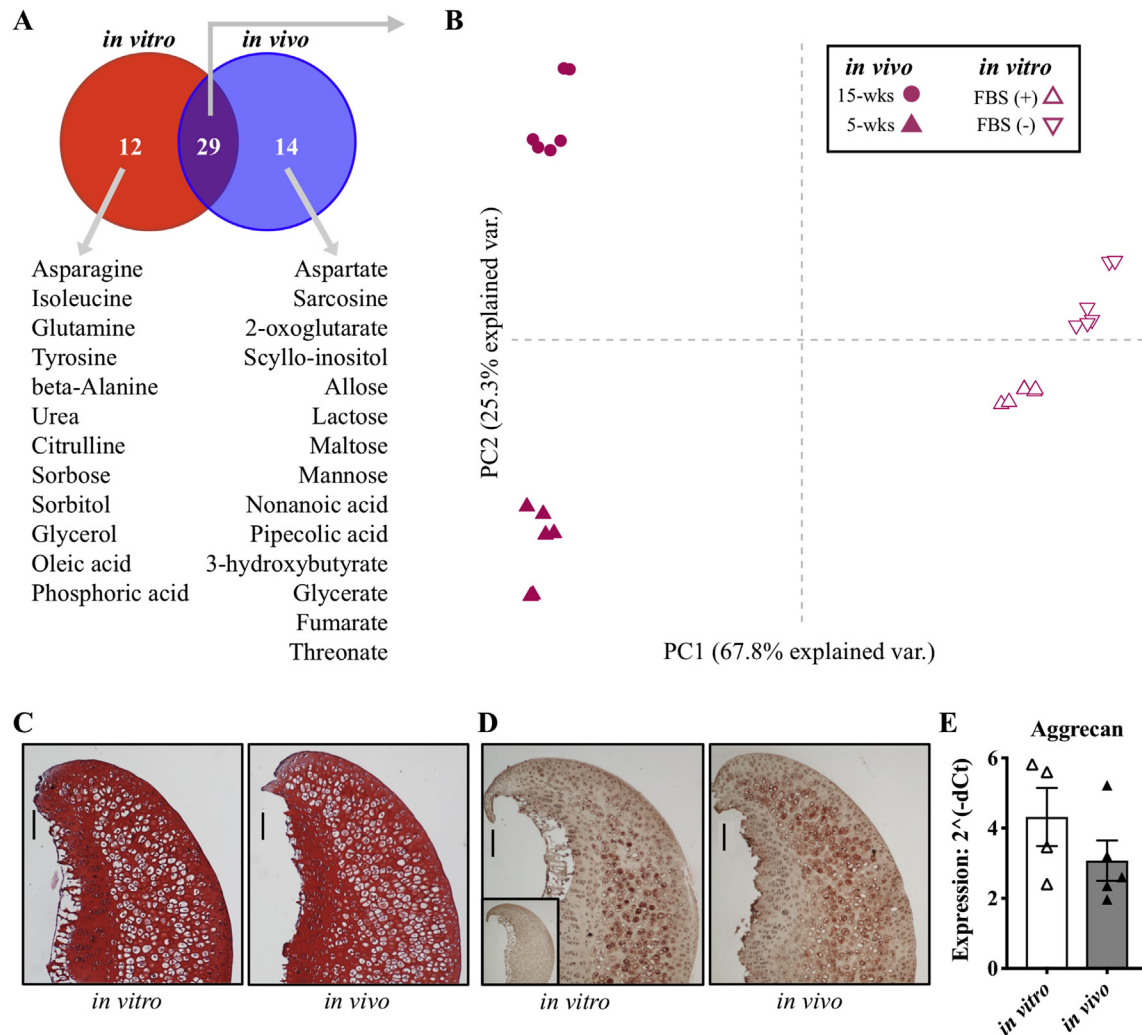 A
in vitro
in vivo
12
29
14
Asparagine
Isoleucine
Glutamine
Tyrosine
beta-Alanine
Urea
Citrulline
Sorbose
Sorbitol
Glycerol
Oleic acid
Phosphoric acid
Aspartate
Sarcosine
2-oxoglutarate
Scyllo-inositol
Allose
Lactose
Maltose
Mannose
Nonanoic acid
Pipecolic acid
3-hydroxybutyrate
Glycerate
Fumarate
Threonate
B
in vivo
15-wks
5-wks
in vitro
FBS (+)
FBS (-)
PC2 (25.3% explained var.)
PC1 (67.8% explained var.)
C
in vitro
in vivo
D
in vitro
in vivo
E
Aggrecan
Expression: 2^(-dCt)
6
4
2
0
in vitro
in vivo